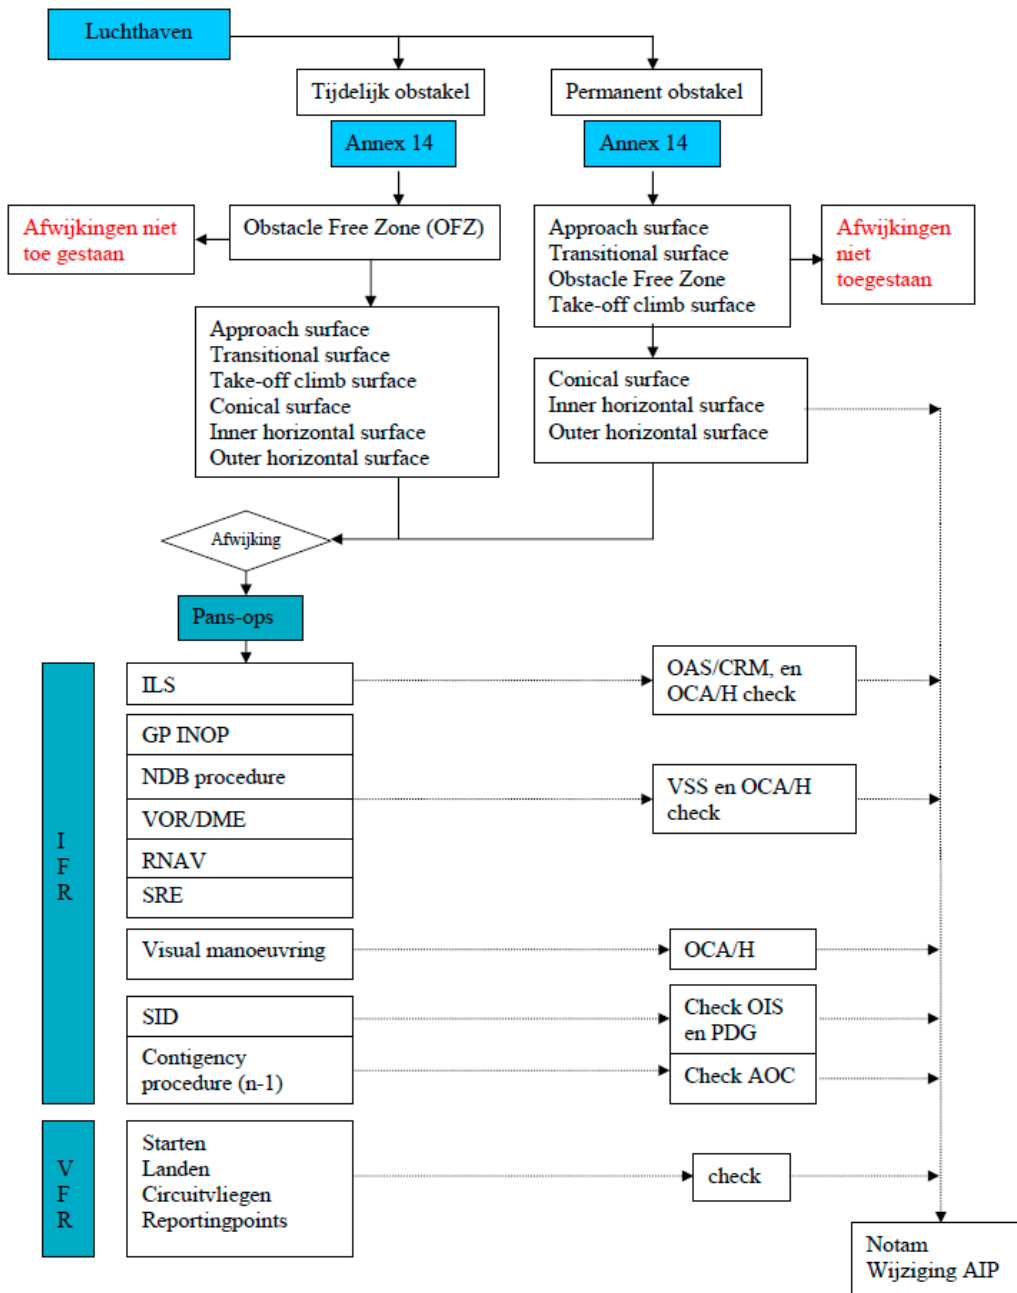 Luchthaven
Tijdelijk obstakel
Permanent obstakel
Annex 14
Annex 14
Afwijkingen niet
toe gestaan
Obstacle Free Zone (OFZ)
Approach surface
Transitional surface
Obstacle Free Zone
Take-off climb surface
Afwijkingen
niet
toegestaan
Approach surface
Transitional surface
Take-off climb surface
Conical surface
Inner horizontal surface
Outer horizontal surface
Conical surface
Inner horizontal surface
Outer horizontal surface
Afwijking
Pans-ops
I
F
R
ILS
OAS/CRM, en
OCA/H check
GP INOP
NDB procedure
VOR/DME
RNAV
SRE
VSS en OCA/H
check
Visual manoeuvring
OCA/H
SID
Check OIS
en PDG
Contigency
procedure (n-1)
Check AOC
V
F
R
Starten
Landen
Circuitvliegen
Reportingpoints
check
Notam
Wijziging AIP